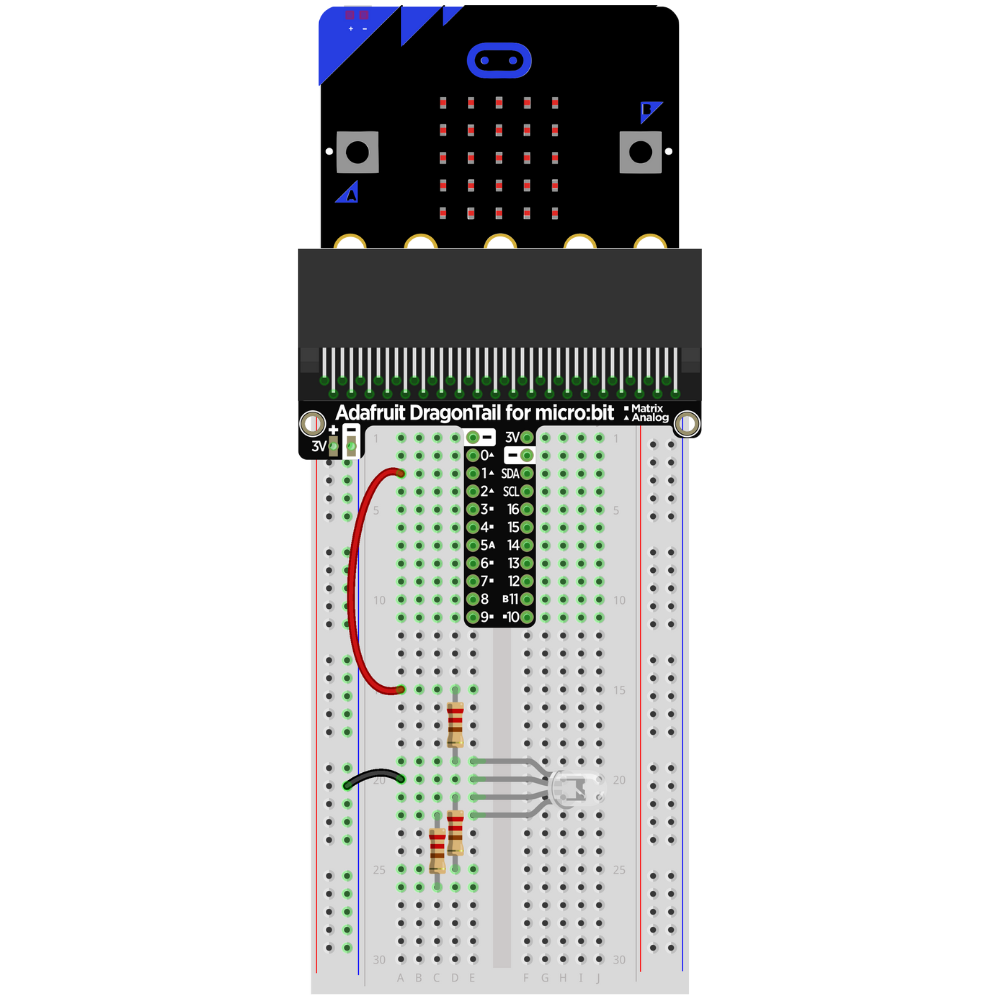 + −
A
B
Adafruit DragonTail for micro:bit
▪Matrix
▲Analog
+ −
3V
1 − 3V 1
0▲ −
1▲ SDA
2▲ SCL
5 3▪ 16 5
4▪ 15
5A 14
6▪ 13
7▪ 12
10 8 B11 10
9▪ ▪10
15
20 20
25 25
30 30
A B C D E F G H I J